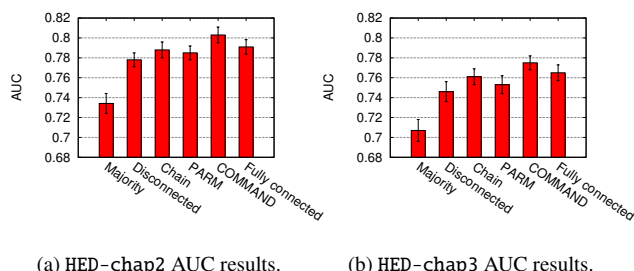 0.82
0.8
0.78
0.76
0.74
0.72
0.7
0.68
AUC
Majority
Disconnected
Chain
PARM
COMMAND
Fully connected
(a) HED-chap2 AUC results.
0.82
0.8
0.78
0.76
0.74
0.72
0.7
0.68
AUC
Majority
Disconnected
Chain
PARM
COMMAND
Fully connected
(b) HED-chap3 AUC results.